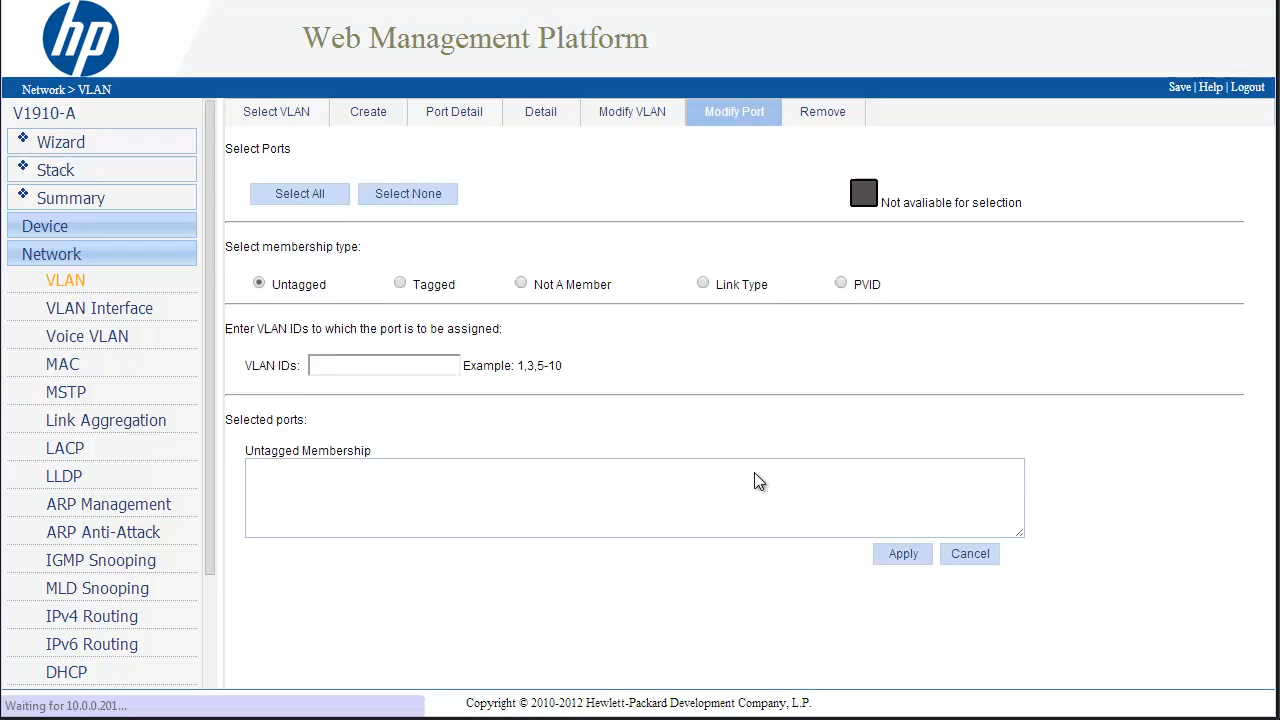 hp
Web Management Platform
Network > VLAN
Save | Help | Logout
V1910-A
Wizard
Stack
Summary
Device
Network
VLAN
VLAN Interface
Voice VLAN
MAC
MSTP
Link Aggregation
LACP
LLDP
ARP Management
ARP Anti-Attack
IGMP Snooping
MLD Snooping
IPv4 Routing
IPv6 Routing
DHCP
Select VLAN
Create
Port Detail
Detail
Modify VLAN
Modify Port
Remove
Select Ports
Select All
Select None
Not avaliable for selection
Select membership type:
Untagged
Tagged
Not A Member
Link Type
PVID
Enter VLAN IDs to which the port is to be assigned:
VLAN IDs:
Example: 1,3,5-10
Selected ports:
Untagged Membership
Apply
Cancel
Waiting for 10.0.0.201...
Copyright © 2010-2012 Hewlett-Packard Development Company, L.P.